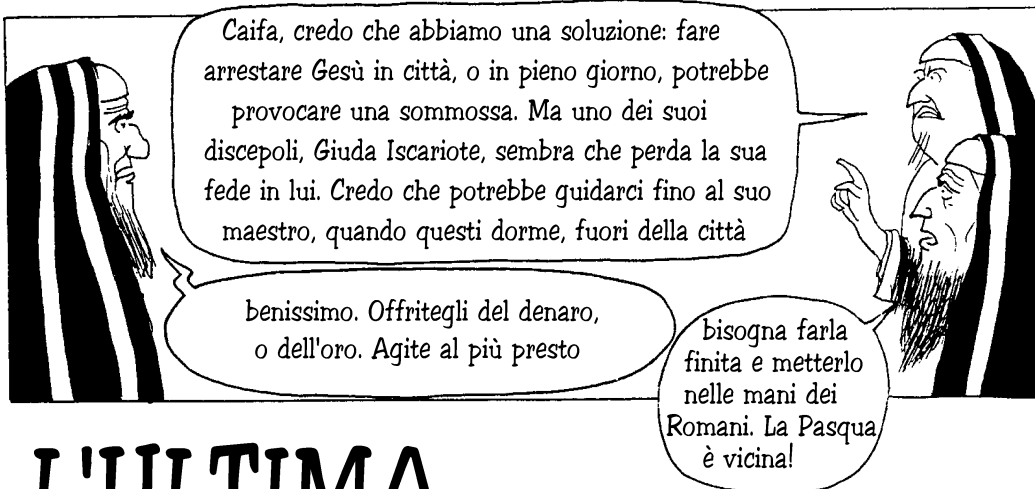 Caifa, credo che abbiamo una soluzione: fare
arrestare Gesù in città, o in pieno giorno, potrebbe
provocare una sommossa. Ma uno dei suoi
discepoli, Giuda Iscariote, sembra che perda la sua
fede in lui. Credo che potrebbe guidarci fino al suo
maestro, quando questi dorme, fuori della città
benissimo. Offritegli del denaro,
o dell'oro. Agite al più presto
bisogna farla
finita e metterlo
nelle mani dei
Romani. La Pasqua
è vicina!
L'ULTIMA